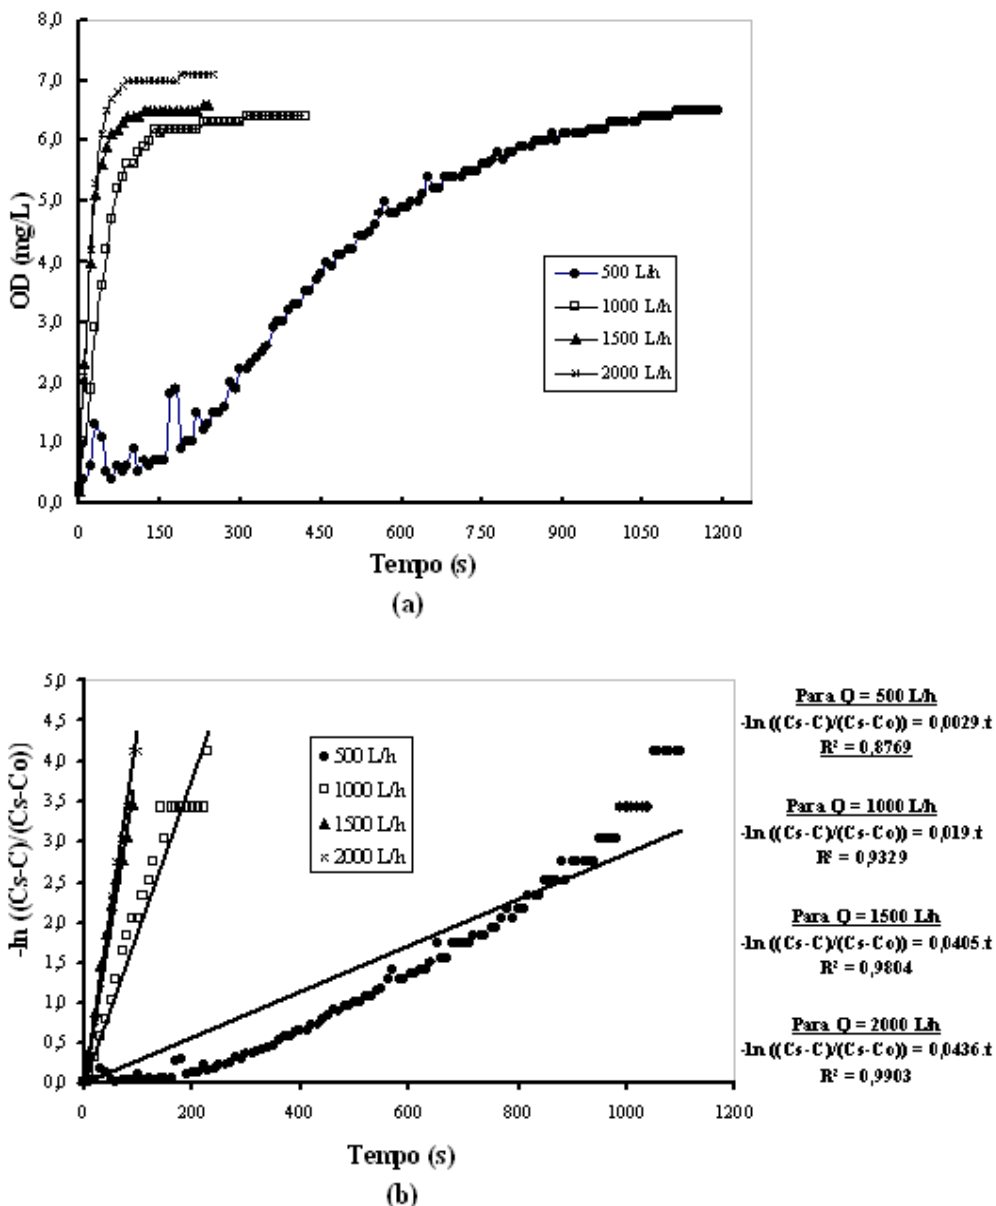 8,0
7,0
6,0
5,0
4,0
3,0
2,0
1,0
0,0
OD (mg/L)
500 L/h
1000 L/h
1500 L/h
2000 L/h
0 150 300 450 600 750 900 1050 1200
Tempo (s)
(a)
5,0
4,5
4,0
3,5
3,0
2,5
2,0
1,5
1,0
0,5
0,0
-ln ((Cs-C)/(Cs-Co))
500 L/h
1000 L/h
1500 L/h
2000 L/h
0 200 400 600 800 1000 1200
Tempo (s)
(b)
Para Q = 500 L/h
-ln ((Cs-C)/(Cs-Co)) = 0,0029.t
R² = 0,8769
Para Q = 1000 L/h
-ln ((Cs-C)/(Cs-Co)) = 0,019.t
R² = 0,9329
Para Q = 1500 L/h
-ln ((Cs-C)/(Cs-Co)) = 0,0405.t
R² = 0,9804
Para Q = 2000 L/h
-ln ((Cs-C)/(Cs-Co)) = 0,0436.t
R² = 0,9903